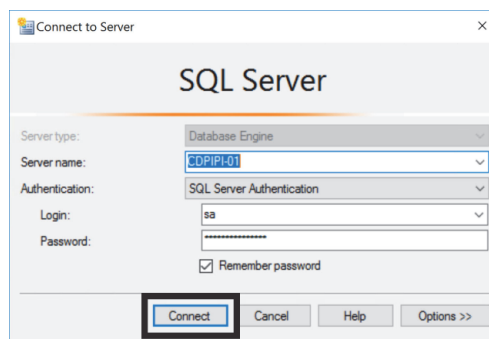 Connect to Server
SQL Server
Server type: Database Engine
Server name: CDPIPI-01
Authentication: SQL Server Authentication
Login: sa
Password: ***************
Remember password
Connect Cancel Help Options >>